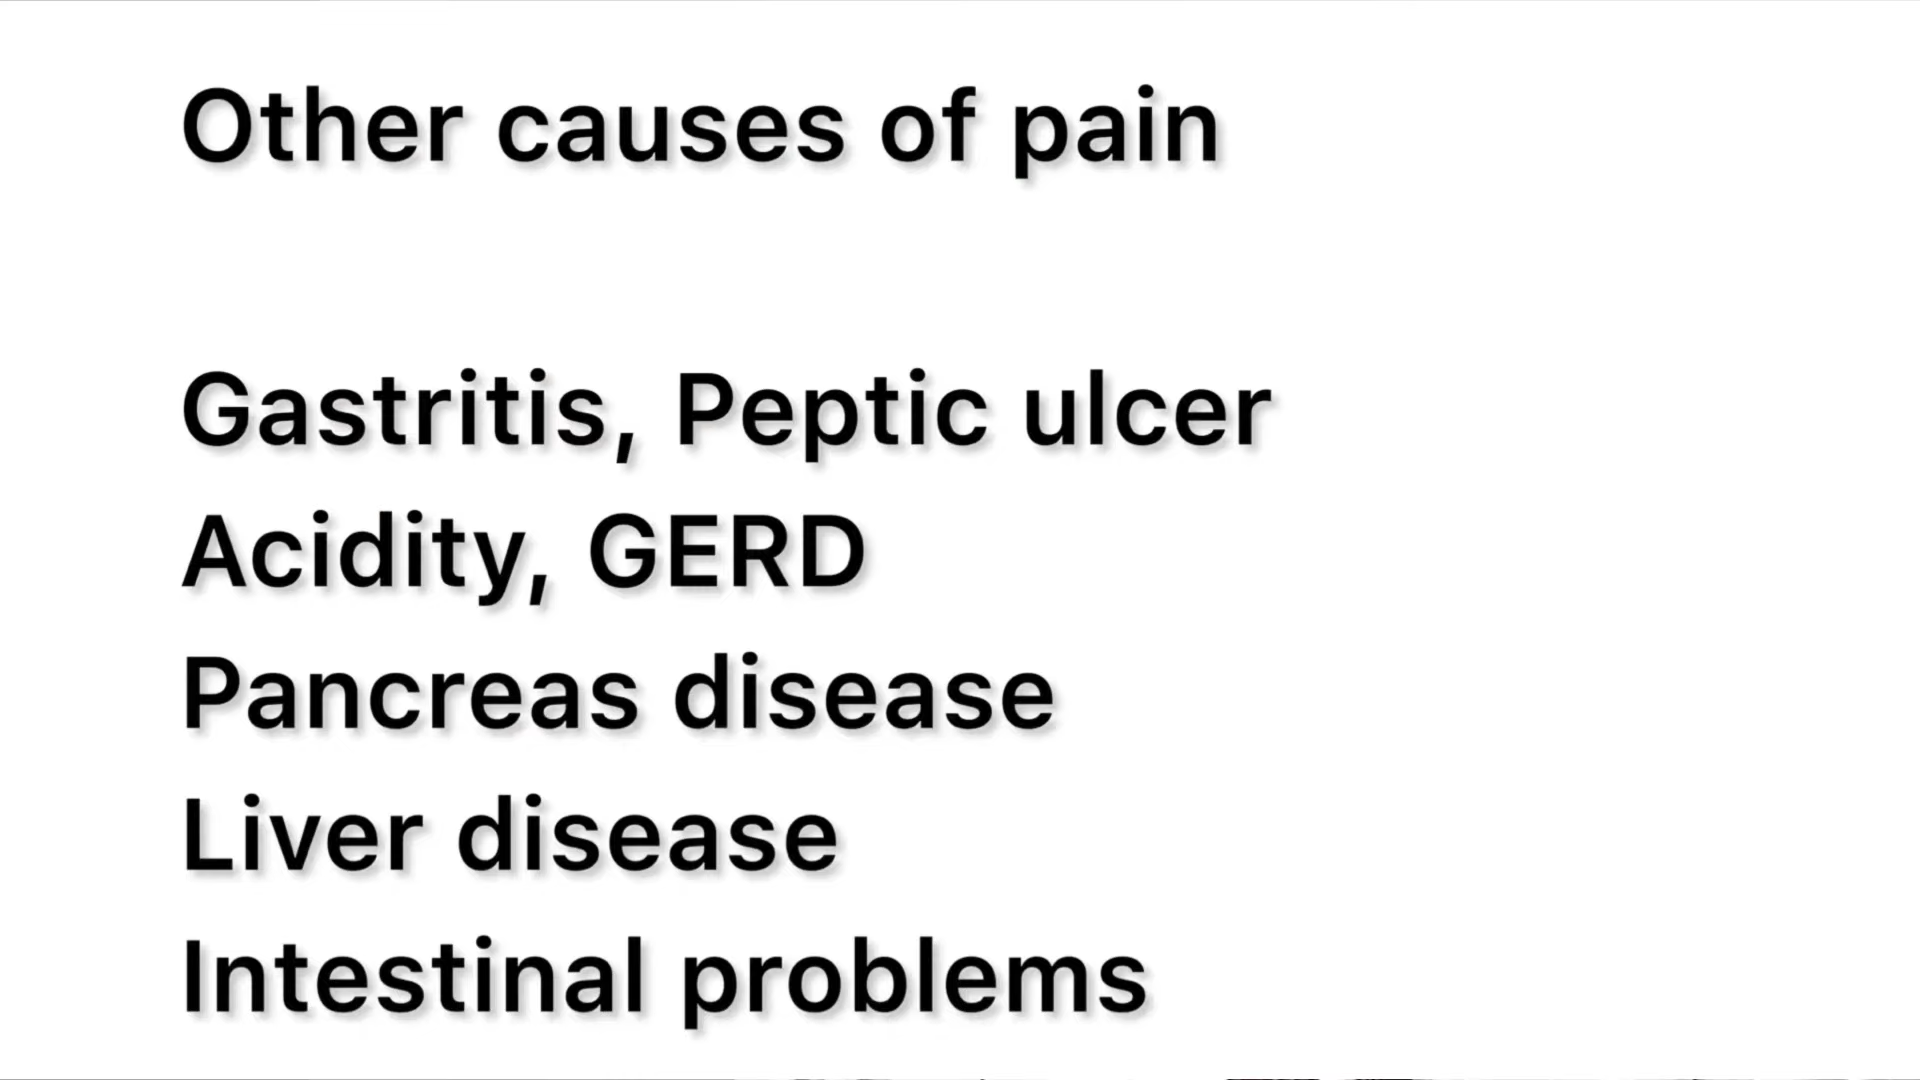 Other causes of pain
Gastritis, Peptic ulcer
Acidity, GERD
Pancreas disease
Liver disease
Intestinal problems